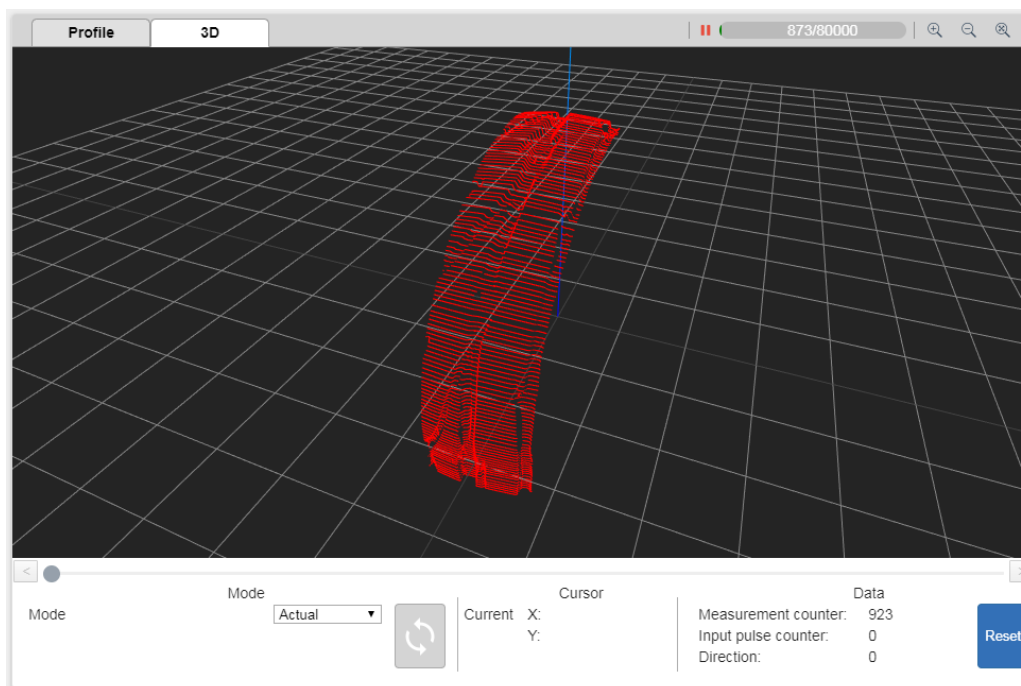 Profile 3D 873/80000
< >
Mode Cursor Data
Mode Actual Current X: Measurement counter: 923
Y: Input pulse counter: 0 Reset
Direction: 0